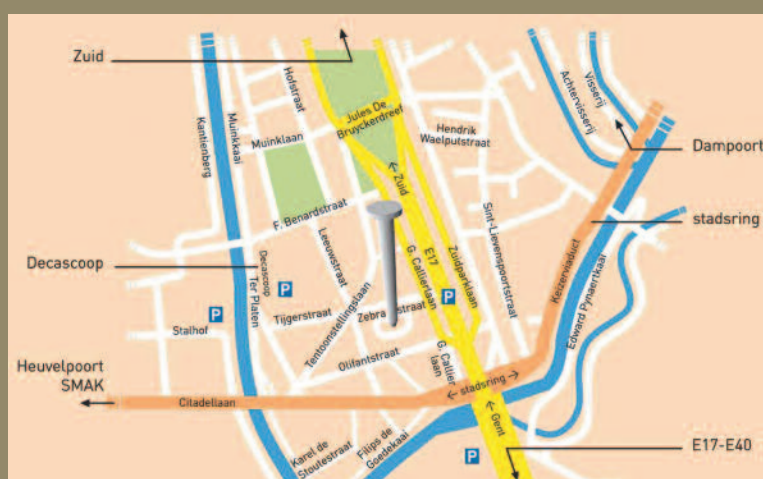 Zuid
Hofstraat
Jules De
Bruyckerdreef
Hendrik
Waelputstraat
Visserij
Achtervisserij
Kantienberg
Muinkkaai
Muinklaan
Dampoort
← Zuid
stadsring
F. Benardstraat
Leeuwstraat
G. Callierlaan
E17
Zuidparklaan
Sint-Lievenspoortstraat
Keizerviaduct
Edward Pynaertkaai
Decascoop
Decascoop
Ter Platen
P
P
P
Tijgerstraat
Tentoonstellingslaan
Zebrastraat
Stalhof
Olifantstraat
G. Callier
laan
Heuvelpoort
SMAK
Citadellaan
← stadsring →
← Gent
Karel de
Stoutestraat
Filips de
Goedekaai
P
E17-E40